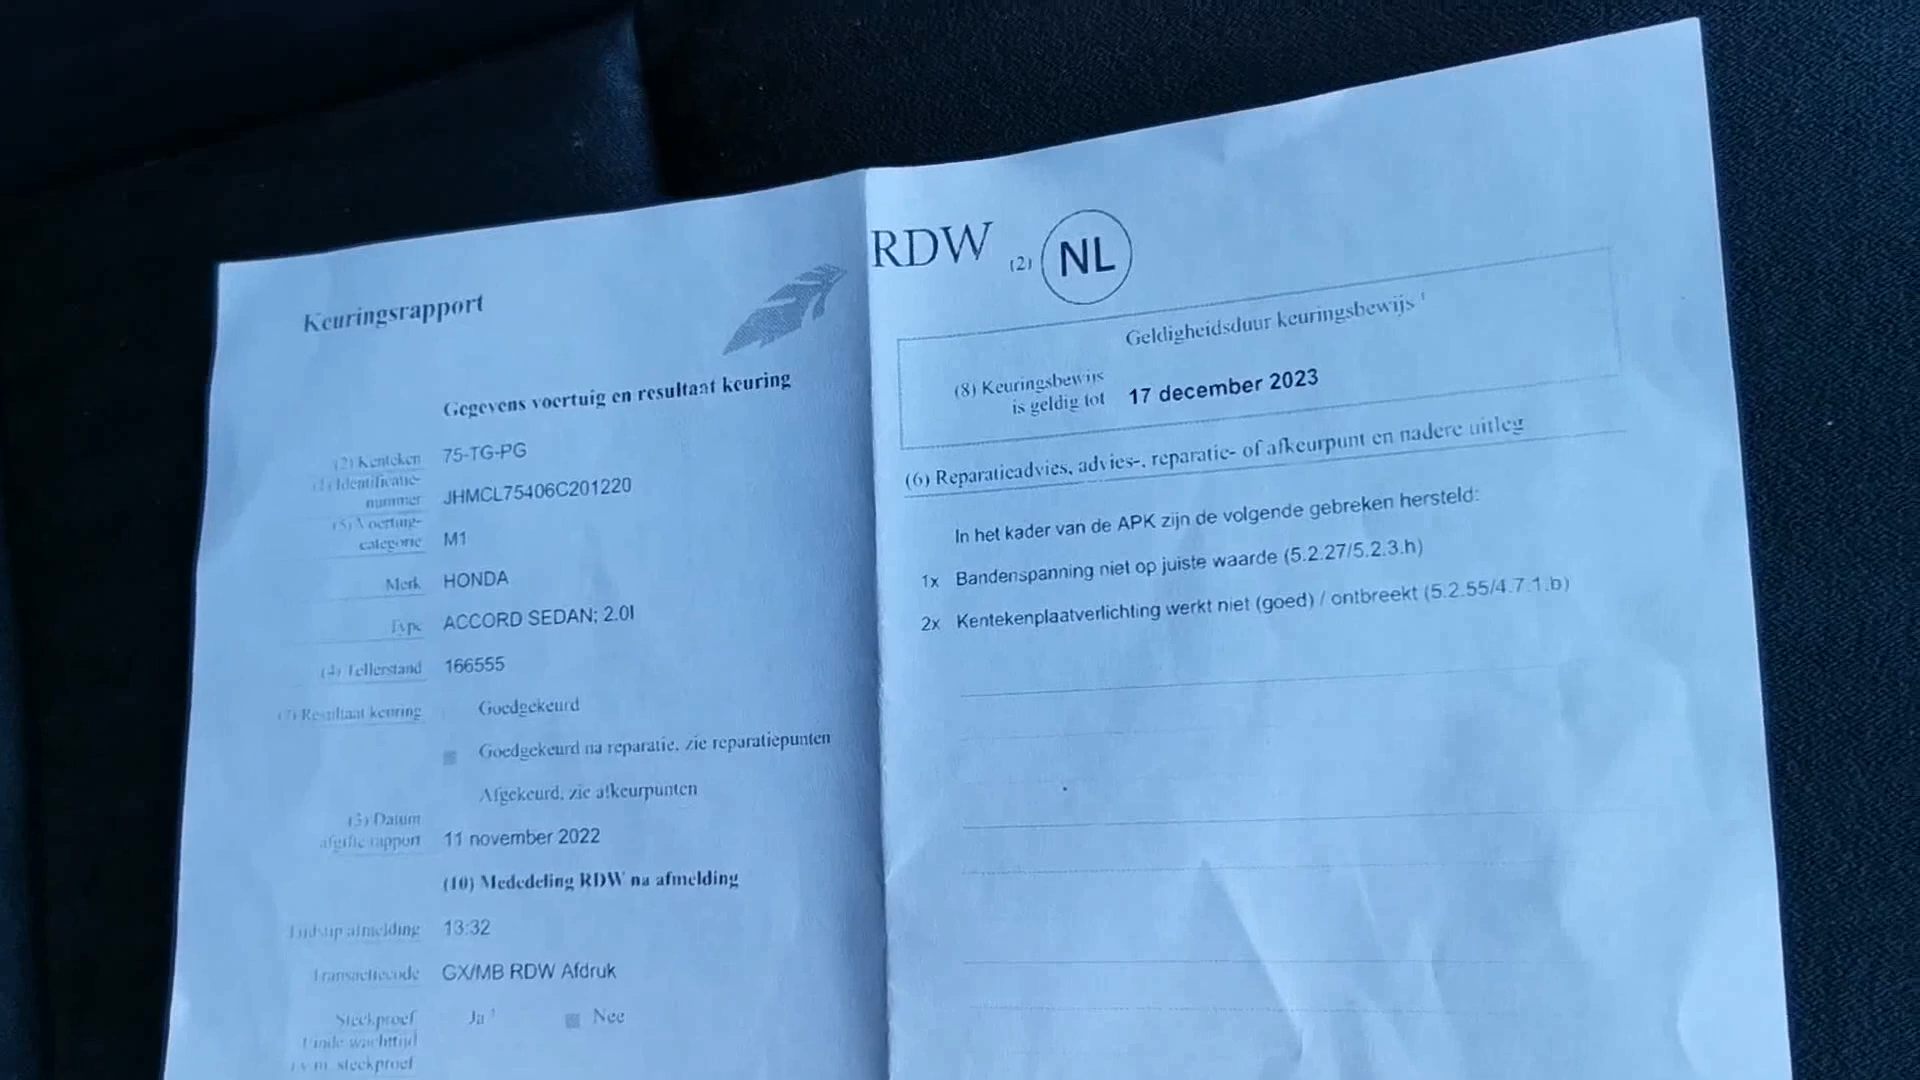 Keuringsrapport
Gegevens voertuig en resultaat keuring
(2) Kenteken 75-TG-PG
(1) Identificatie-
nummer JHMCL75406C201220
(5) Voertuig-
categorie M1
Merk HONDA
Type ACCORD SEDAN; 2.0I
(4) Tellerstand 166555
(7) Resultaat keuring Goedgekeurd
Goedgekeurd na reparatie, zie reparatiepunten
Afgekeurd, zie afkeurpunten
(3) Datum
afgifte rapport 11 november 2022
(10) Mededeling RDW na afmelding
Tijdstip afmelding 13:32
Transactiecode GX/MB RDW Afdruk
Steekproef Ja Nee
Einde wachttijd
i.v.m. steekproef
RDW (2) NL
Geldigheidsduur keuringsbewijs 1
(8) Keuringsbewijs
is geldig tot 17 december 2023
(6) Reparatieadvies, advies-, reparatie- of afkeurpunt en nadere uitleg
In het kader van de APK zijn de volgende gebreken hersteld:
1x Bandenspanning niet op juiste waarde (5.2.27/5.2.3.h)
2x Kentekenplaatverlichting werkt niet (goed) / ontbreekt (5.2.55/4.7.1.b)